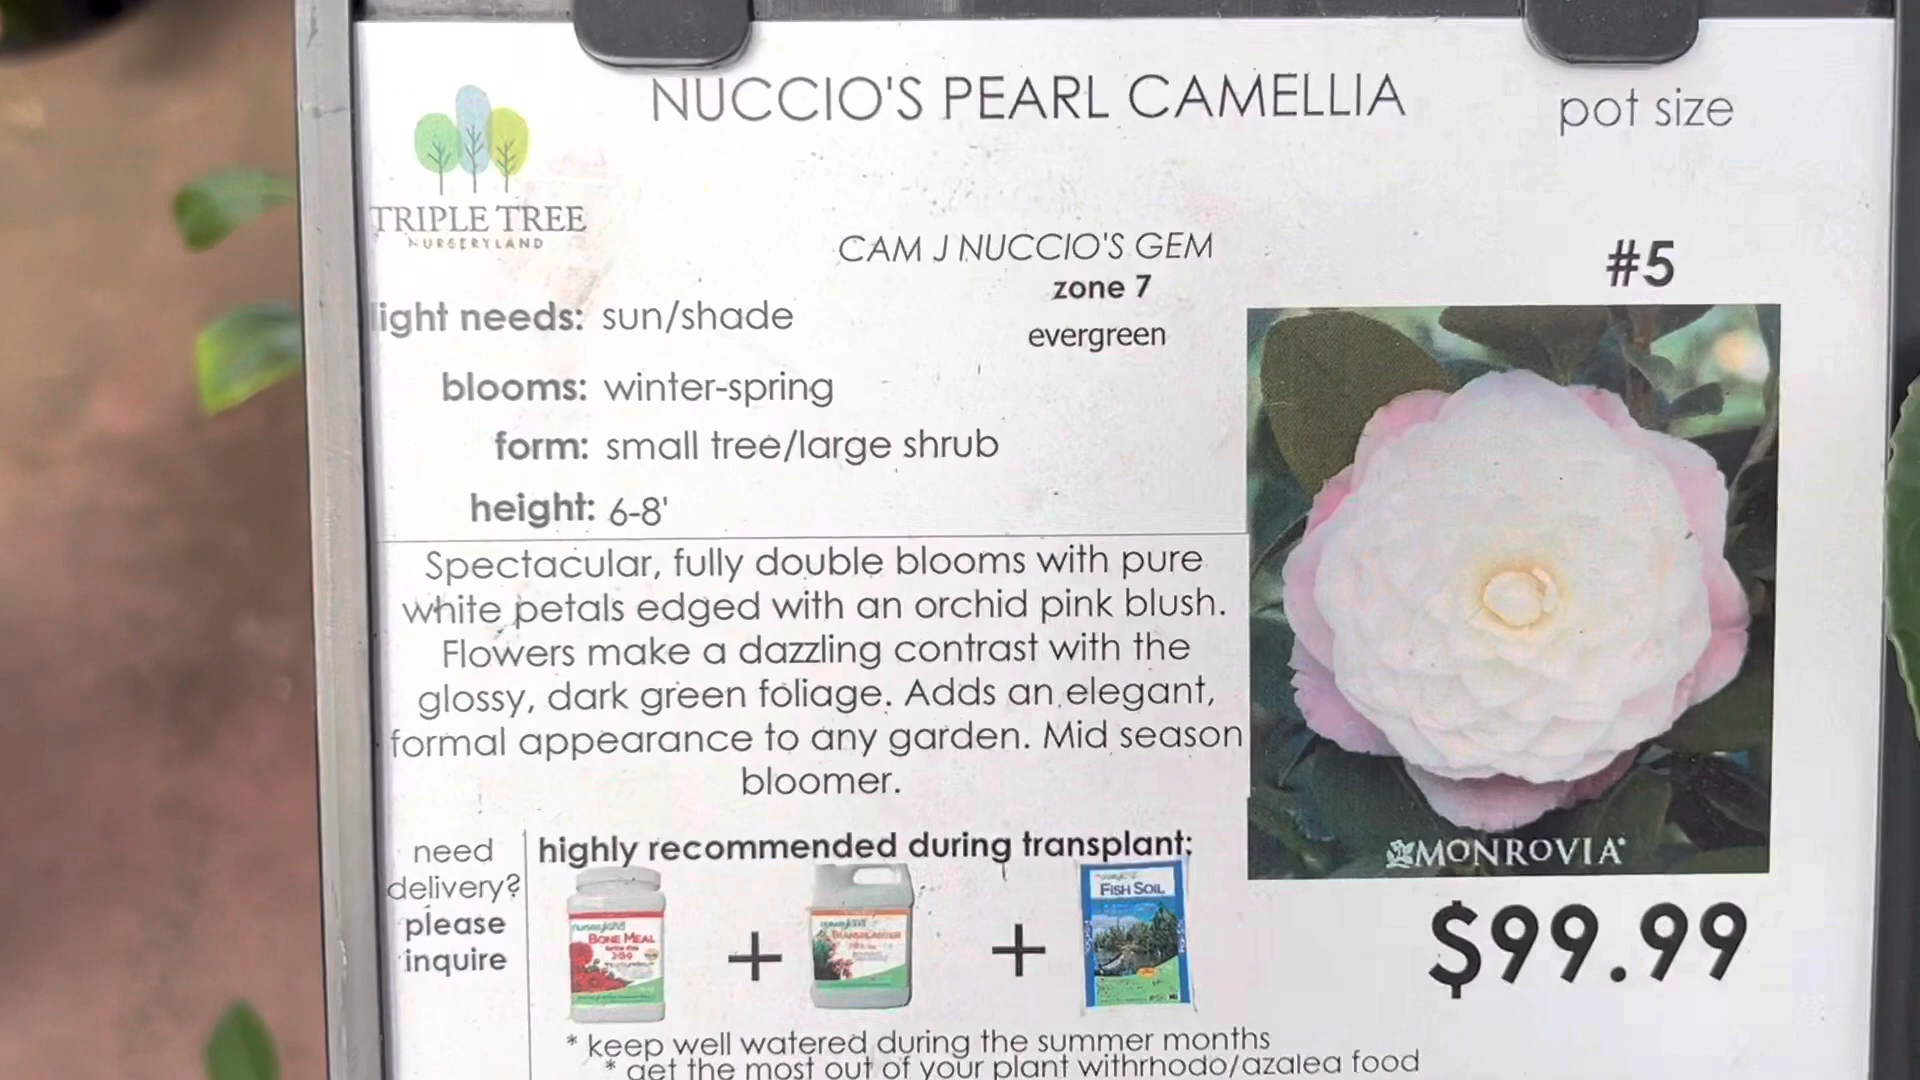 NUCCIO'S PEARL CAMELLIA
pot size
TRIPLE TREE
NURSERYLAND
CAM J NUCCIO'S GEM
#5
zone 7
evergreen
light needs: sun/shade
blooms: winter-spring
form: small tree/large shrub
height: 6-8'
Spectacular, fully double blooms with pure
white petals edged with an orchid pink blush.
Flowers make a dazzling contrast with the
glossy, dark green foliage. Adds an elegant,
formal appearance to any garden. Mid season
bloomer.
MONROVIA
$99.99
need
delivery?
please
inquire
highly recommended during transplant:
nurseryland
BONE MEAL
+
TRANSPLANTER
+
FISH SOIL
* keep well watered during the summer months
* get the most out of your plant withrhodo/azalea food